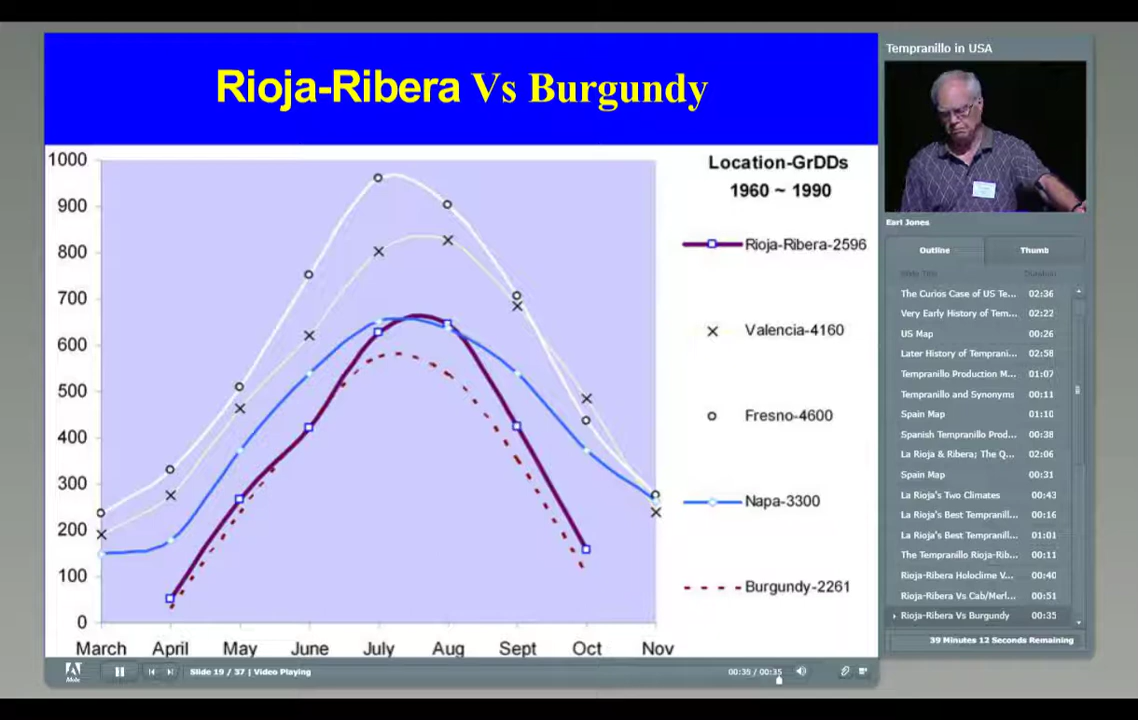 Rioja-Ribera Vs Burgundy
Tempranillo in USA
Earl Jones
Outline
Thumb
Slide Title
Duration
The Curios Case of US Te... 02:36
Very Early History of Tem... 02:22
US Map 00:26
Later History of Temprani... 02:58
Tempranillo Production M... 01:07
Tempranillo and Synonyms 00:11
Spain Map 01:10
Spanish Tempranillo Prod... 00:38
La Rioja & Ribera; The Q... 02:06
Spain Map 00:31
La Rioja's Two Climates 00:43
La Rioja's Best Tempranill... 00:16
La Rioja's Best Tempranill... 01:01
The Tempranillo Rioja-Rib... 00:11
Rioja-Ribera Holoclime V... 00:40
Rioja-Ribera Vs Cab/Merl... 00:51
Rioja-Ribera Vs Burgundy 00:35
39 Minutes 12 Seconds Remaining
1000
900
800
700
600
500
400
300
200
100
0
March April May June July Aug Sept Oct Nov
Location-GrDDs
1960 ~ 1990
Rioja-Ribera-2596
Valencia-4160
Fresno-4600
Napa-3300
Burgundy-2261
Adobe
Slide 19 / 37 | Video Playing
00:35 / 00:35